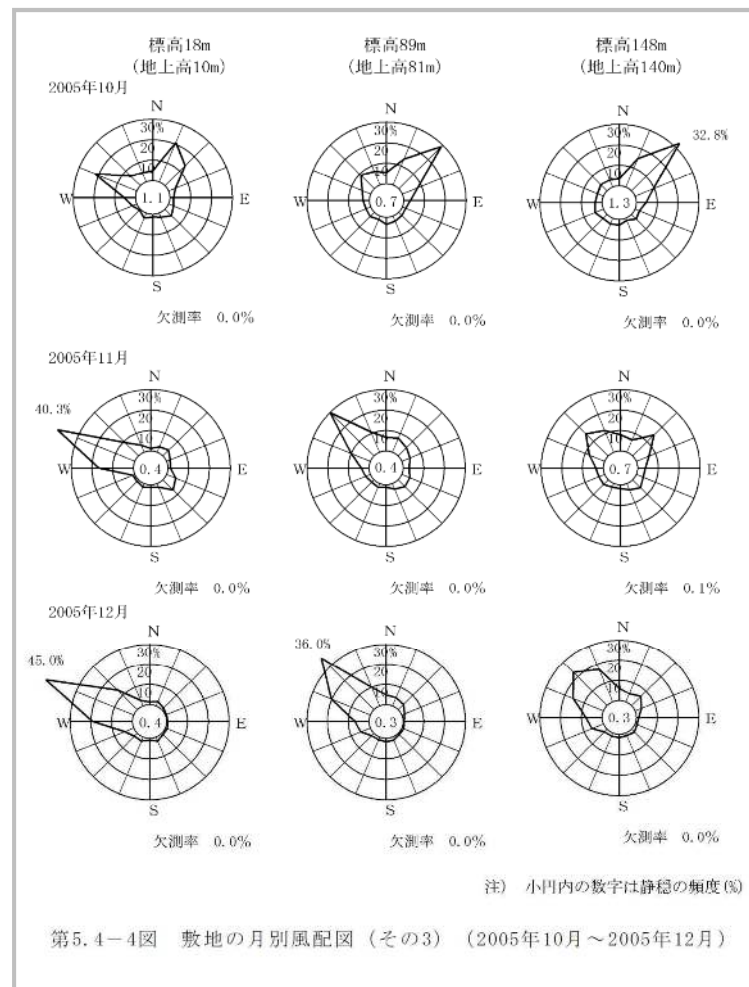 標高18m 標高89m 標高148m
(地上高10m) (地上高81m) (地上高140m)
2005年10月
N N N
30% 30% 30% 32.8%
20 20 20
10 10 10
W 1.1 E W 0.7 E W 1.3 E
S S S
欠測率 0.0% 欠測率 0.0% 欠測率 0.0%
2005年11月
N N N
40.3% 30% 30% 30%
20 20 20
10 10 10
W 0.4 E W 0.4 E W 0.7 E
S S S
欠測率 0.0% 欠測率 0.0% 欠測率 0.1%
2005年12月
N N N
45.0% 30% 36.0% 30% 30%
20 20 20
10 10 10
W 0.4 E W 0.3 E W 0.3 E
S S S
欠測率 0.0% 欠測率 0.0% 欠測率 0.0%
注) 小円内の数字は静穏の頻度(%)
第5.4-4図 敷地の月別風配図(その3) (2005年10月~2005年12月)